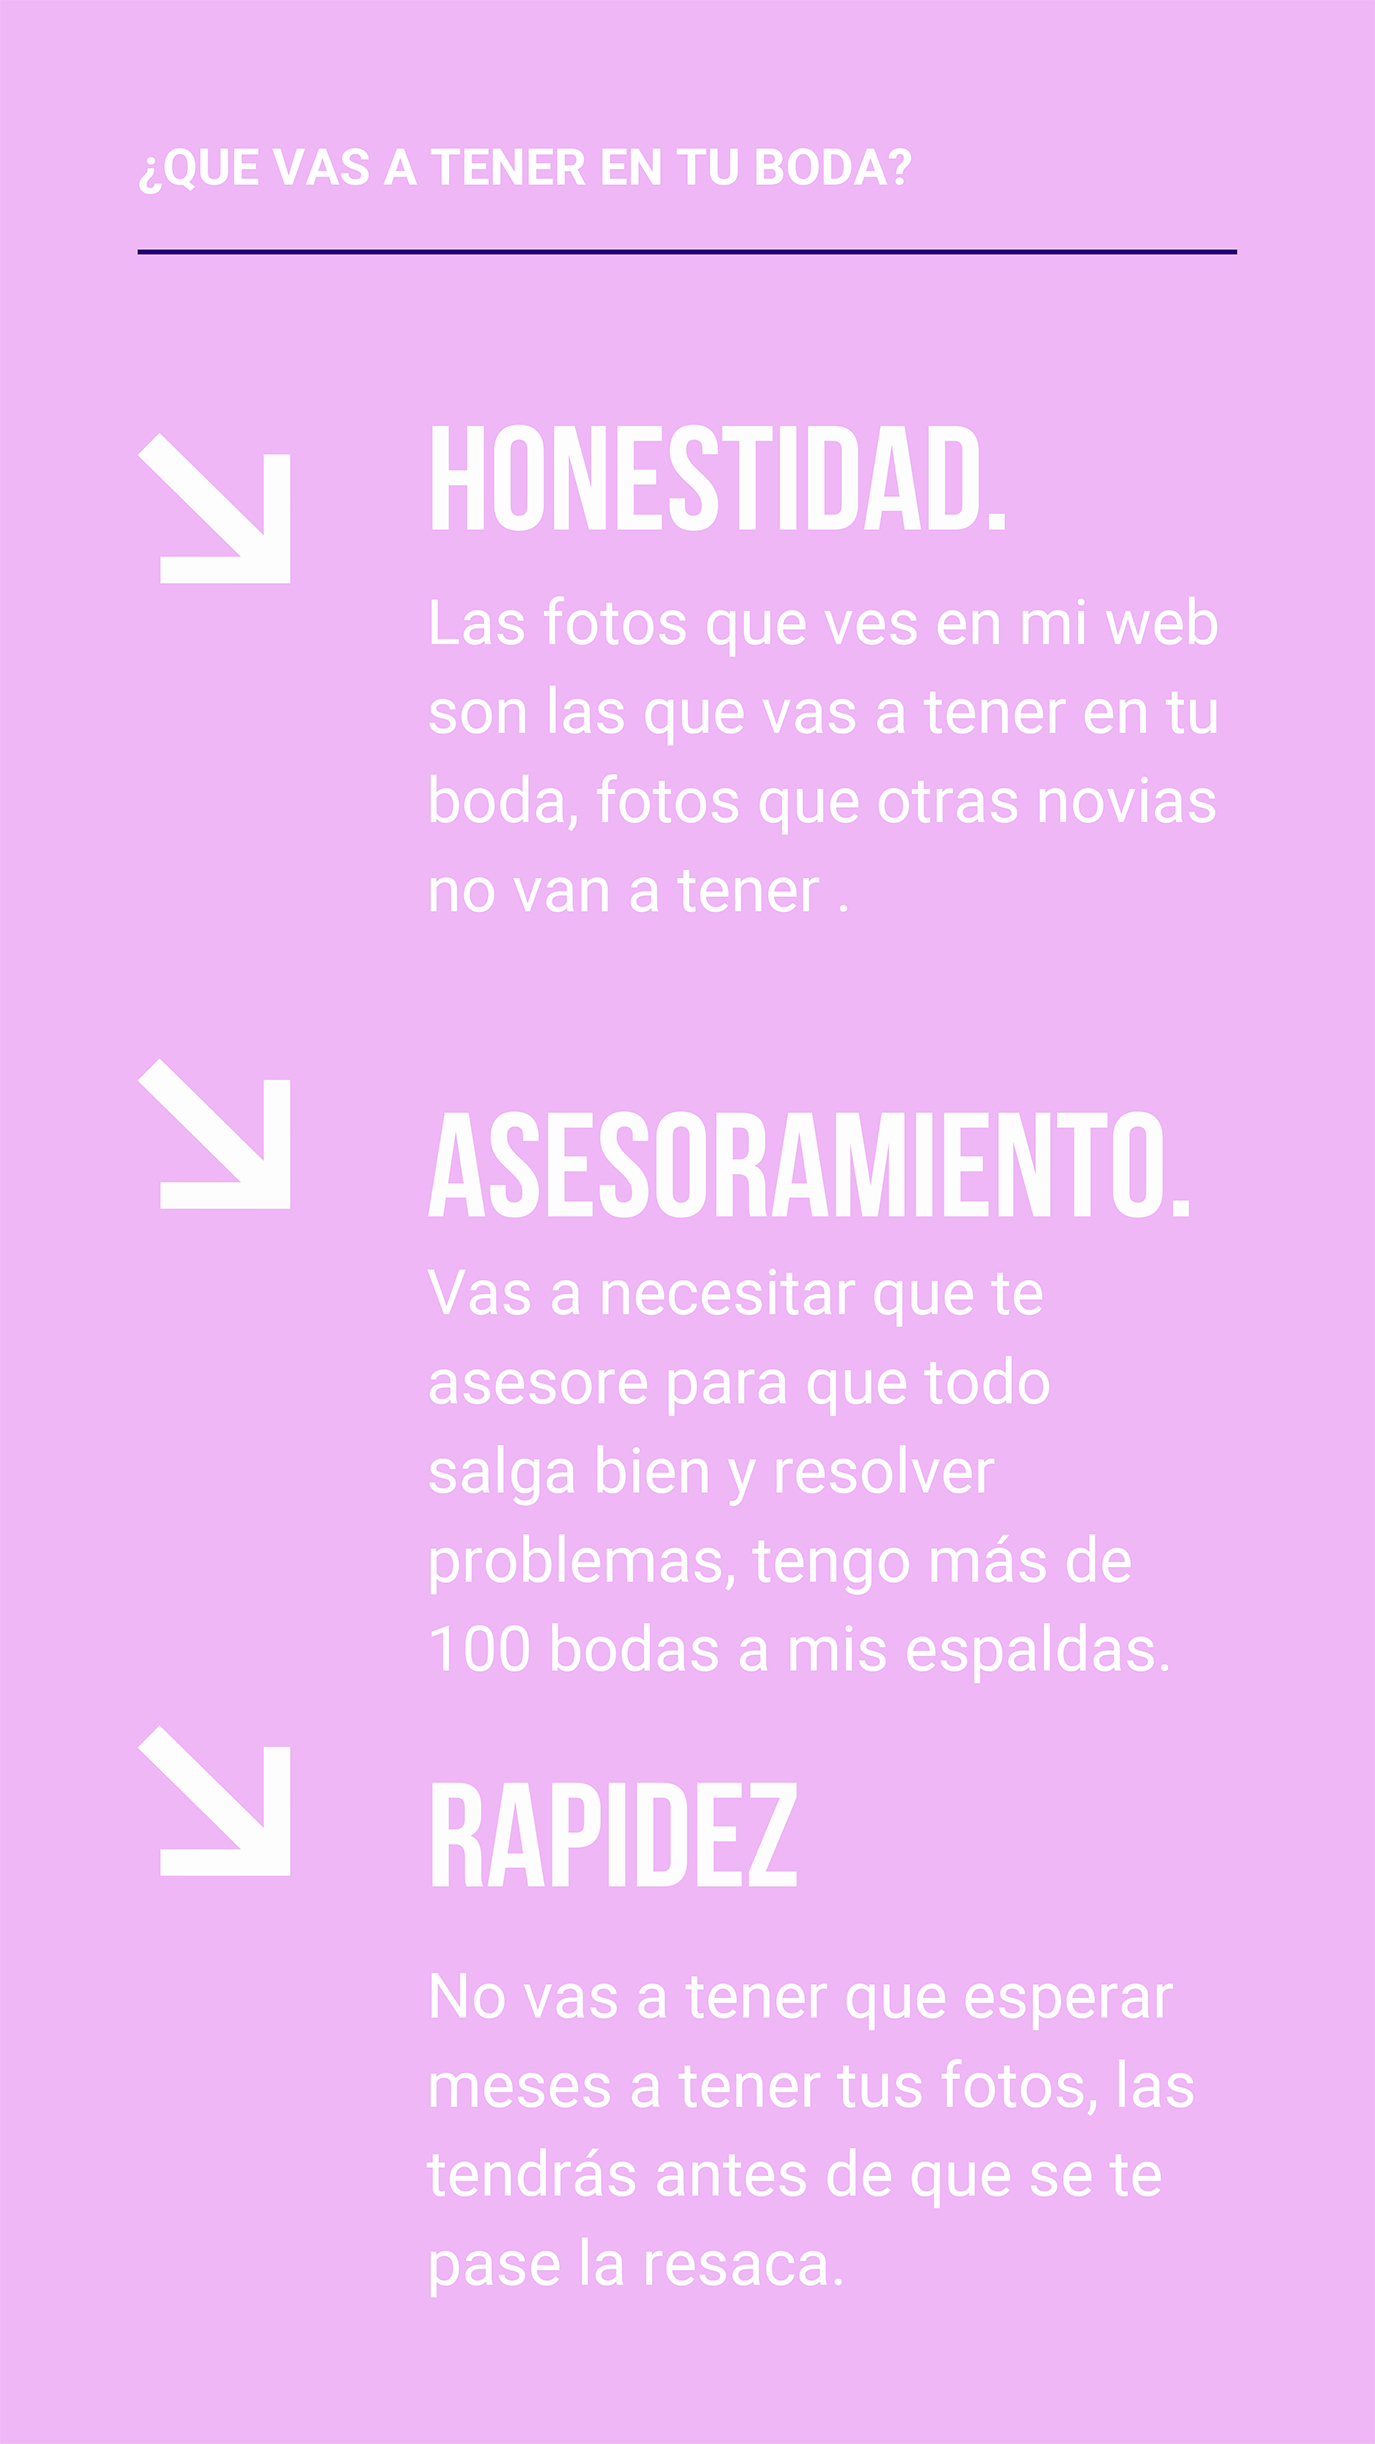 ¿QUE VAS A TENER EN TU BODA?
HONESTIDAD.
Las fotos que ves en mi web
son las que vas a tener en tu
boda, fotos que otras novias
no van a tener .
ASESORAMIENTO.
Vas a necesitar que te
asesore para que todo
salga bien y resolver
problemas, tengo más de
100 bodas a mis espaldas.
RAPIDEZ
No vas a tener que esperar
meses a tener tus fotos, las
tendrás antes de que se te
pase la resaca.